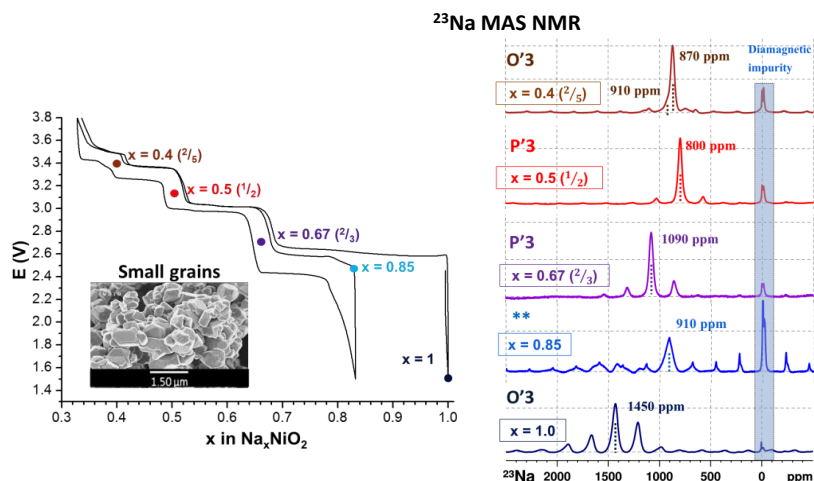 ²³Na MAS NMR
3.8
3.6
3.4
3.2
3.0
2.8
2.6
2.4
2.2
2.0
1.8
1.6
1.4
E (V)
x = 0.4 (²/₅)
x = 0.5 (¹/₂)
x = 0.67 (²/₃)
x = 0.85
x = 1
Small grains
1.50 µm
0.3 0.4 0.5 0.6 0.7 0.8 0.9 1.0
x in NaₓNiO₂
O'3
x = 0.4 (²/₅)
910 ppm
870 ppm
Diamagnetic
impurity
P'3
x = 0.5 (¹/₂)
800 ppm
P'3
x = 0.67 (²/₃)
1090 ppm
**
x = 0.85
910 ppm
O'3
x = 1.0
1450 ppm
²³Na 2000 1500 1000 500 0 ppm